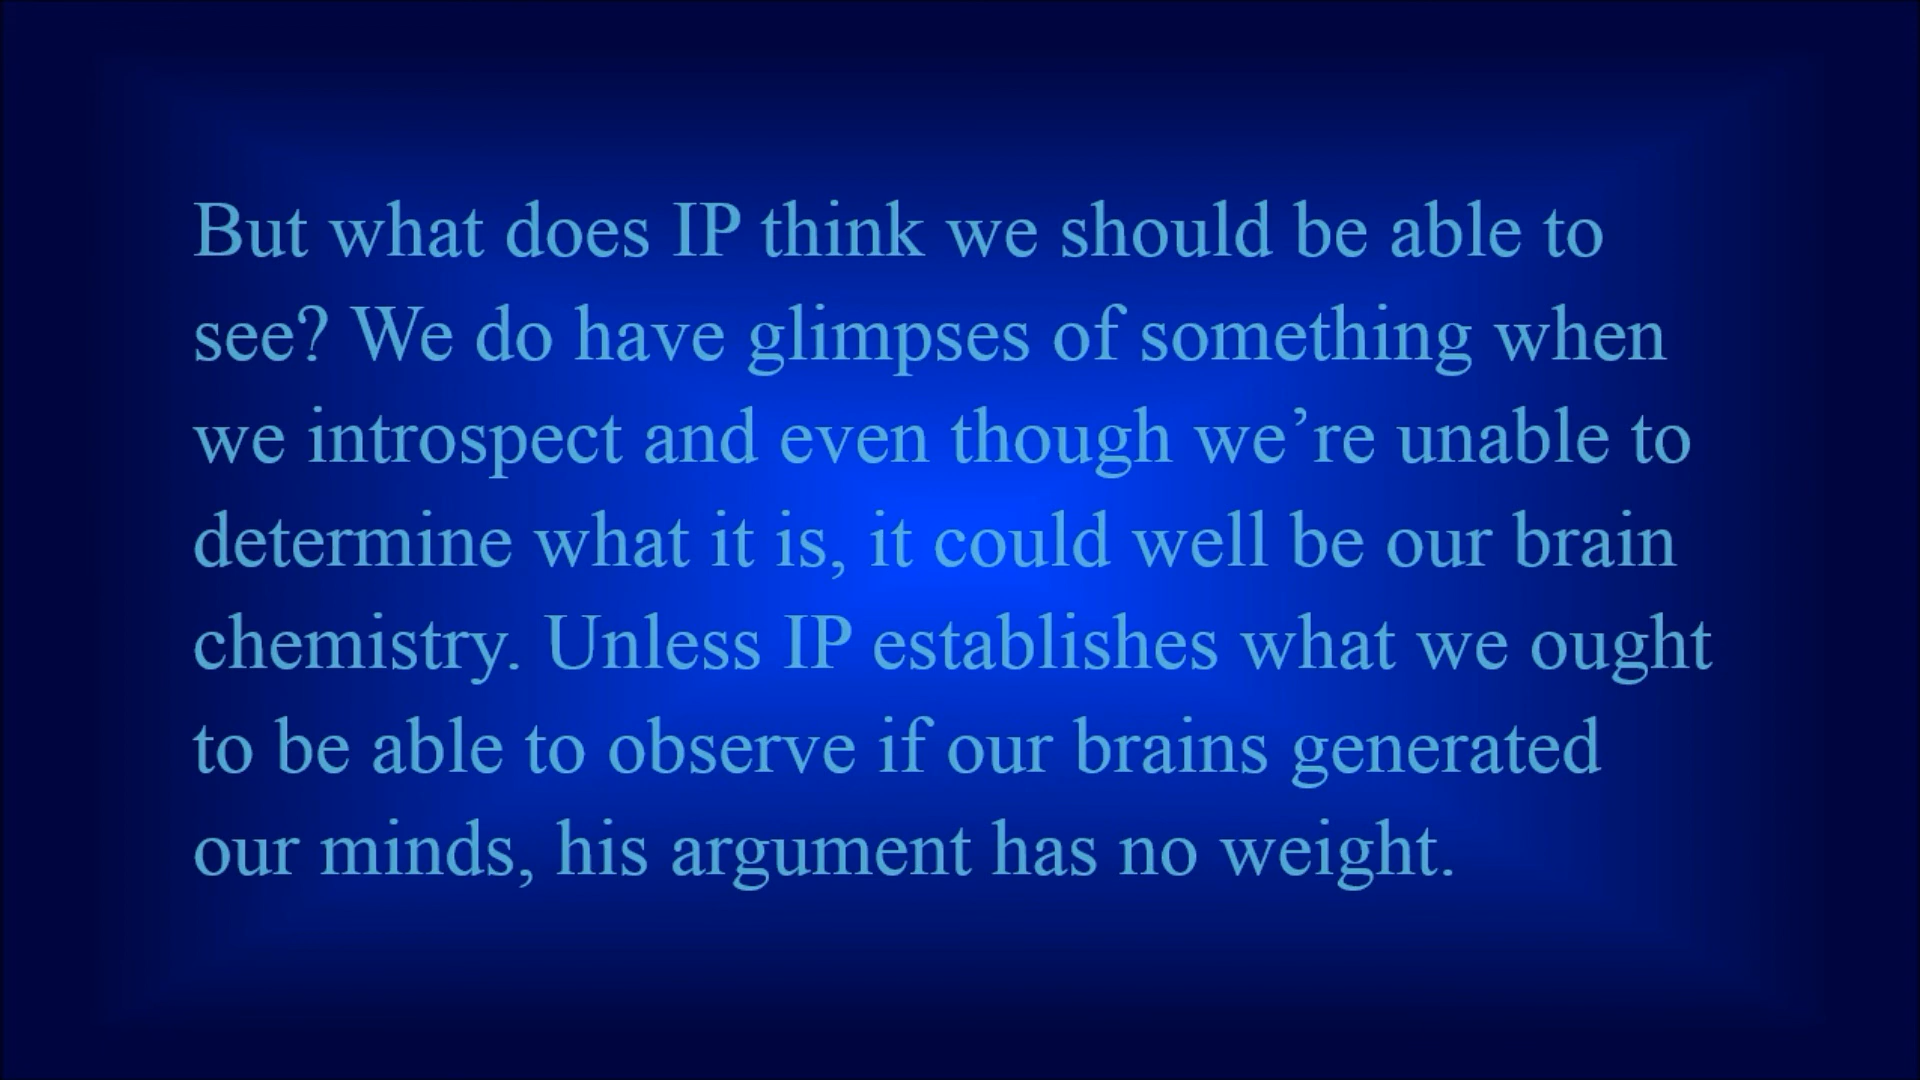 But what does IP think we should be able to
see? We do have glimpses of something when
we introspect and even though we’re unable to
determine what it is, it could well be our brain
chemistry. Unless IP establishes what we ought
to be able to observe if our brains generated
our minds, his argument has no weight.